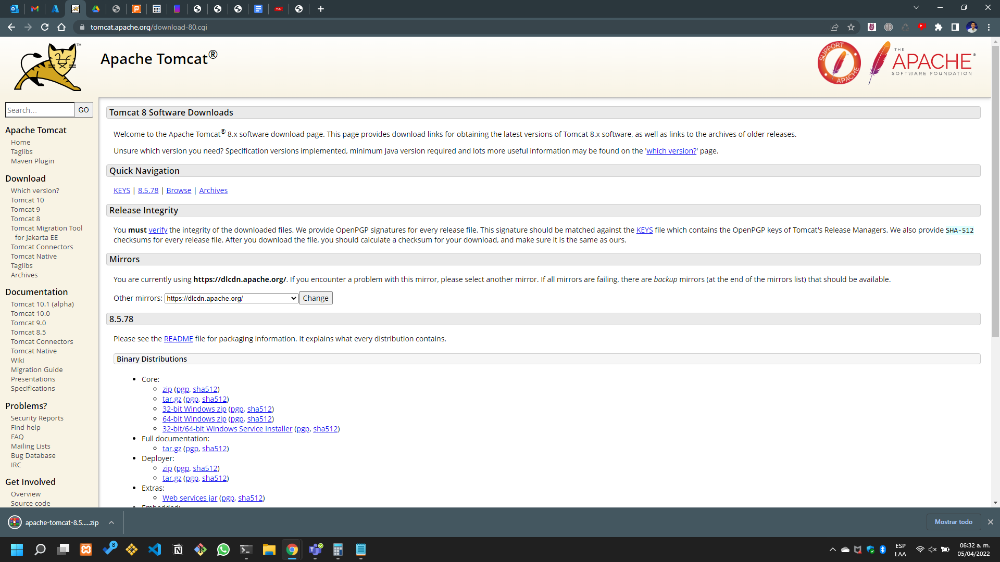 tomcat.apache.org/download-80.cgi
TM
Apache Tomcat®
SUPPORT APACHE
THE
APACHE®
SOFTWARE FOUNDATION
Search...
GO
Apache Tomcat
Home
Taglibs
Maven Plugin
Download
Which version?
Tomcat 10
Tomcat 9
Tomcat 8
Tomcat Migration Tool
for Jakarta EE
Tomcat Connectors
Tomcat Native
Taglibs
Archives
Documentation
Tomcat 10.1 (alpha)
Tomcat 10.0
Tomcat 9.0
Tomcat 8.5
Tomcat Connectors
Tomcat Native
Wiki
Migration Guide
Presentations
Specifications
Problems?
Security Reports
Find help
FAQ
Mailing Lists
Bug Database
IRC
Get Involved
Overview
Source code
Tomcat 8 Software Downloads
Welcome to the Apache Tomcat® 8.x software download page. This page provides download links for obtaining the latest versions of Tomcat 8.x software, as well as links to the archives of older releases.
Unsure which version you need? Specification versions implemented, minimum Java version required and lots more useful information may be found on the 'which version?' page.
Quick Navigation
KEYS | 8.5.78 | Browse | Archives
Release Integrity
You must verify the integrity of the downloaded files. We provide OpenPGP signatures for every release file. This signature should be matched against the KEYS file which contains the OpenPGP keys of Tomcat's Release Managers. We also provide SHA-512
checksums for every release file. After you download the file, you should calculate a checksum for your download, and make sure it is the same as ours.
Mirrors
You are currently using https://dlcdn.apache.org/. If you encounter a problem with this mirror, please select another mirror. If all mirrors are failing, there are backup mirrors (at the end of the mirrors list) that should be available.
Other mirrors: https://dlcdn.apache.org/ Change
8.5.78
Please see the README file for packaging information. It explains what every distribution contains.
Binary Distributions
Core:
zip (pgp, sha512)
tar.gz (pgp, sha512)
32-bit Windows zip (pgp, sha512)
64-bit Windows zip (pgp, sha512)
32-bit/64-bit Windows Service Installer (pgp, sha512)
Full documentation:
tar.gz (pgp, sha512)
Deployer:
zip (pgp, sha512)
tar.gz (pgp, sha512)
Extras:
Web services jar (pgp, sha512)
Embedded:
apache-tomcat-8.5.....zip
Mostrar todo
8
ESP
LAA
06:32 a. m.
05/04/2022